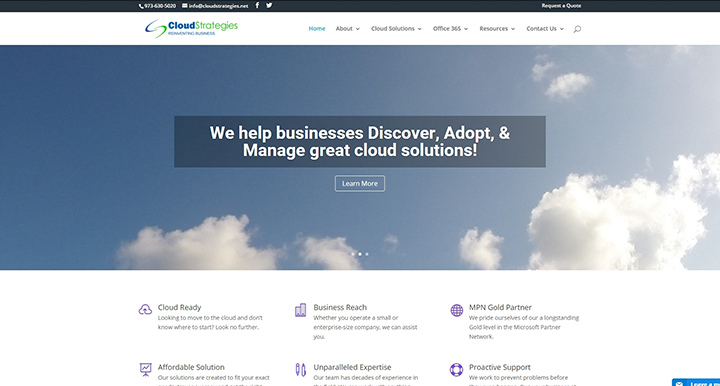 973-630-5020 info@cloudstrategies.net
Request a Quote
CloudStrategies
REINVENTING BUSINESS
Home About Cloud Solutions Office 365 Resources Contact Us
We help businesses Discover, Adopt, &
Manage great cloud solutions!
Learn More
Cloud Ready
Looking to move to the cloud and don't
know where to start? Look no further.
Business Reach
Whether you operate a small or
enterprise-size company, we can assist
you.
MPN Gold Partner
We pride ourselves of our a longstanding
Gold level in the Microsoft Partner
Network.
Affordable Solution
Our solutions are created to fit your exact
Unparalleled Expertise
Our team has decades of experience in
Proactive Support
We work to prevent problems before